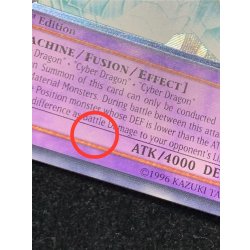 Edition
ACHINE / FUSION / EFFECT]
Dragon" · "Cyber Dragon" · "Cyber Dragon"
on Summon of this card can only be conducted
Material Monsters. During battle between this atta
Position monster whose DEF is lower than the AT
difference as Battle Damage to your opponent's Li
ATK/4000 DE
©1996 KAZUKI TA